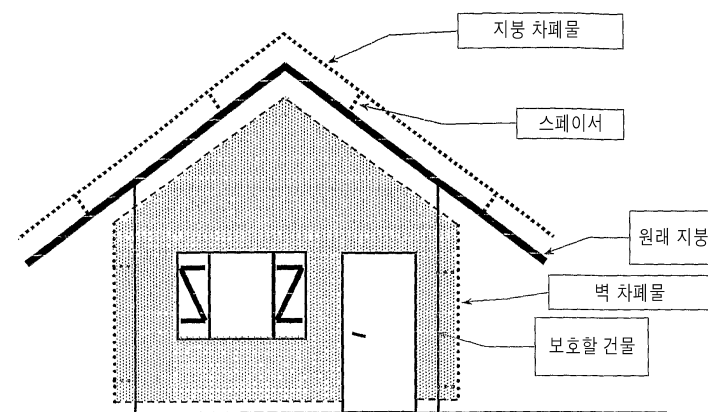 지붕 차폐물
스페이서
원래 지붕
벽 차폐물
보호할 건물